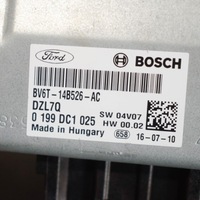 Ford
BOSCH
BV6T-14B526-AC
DZL7Q
SW 04V07
0 199 DC1 025
HW 00.02
Made in Hungary
658
16-07-10